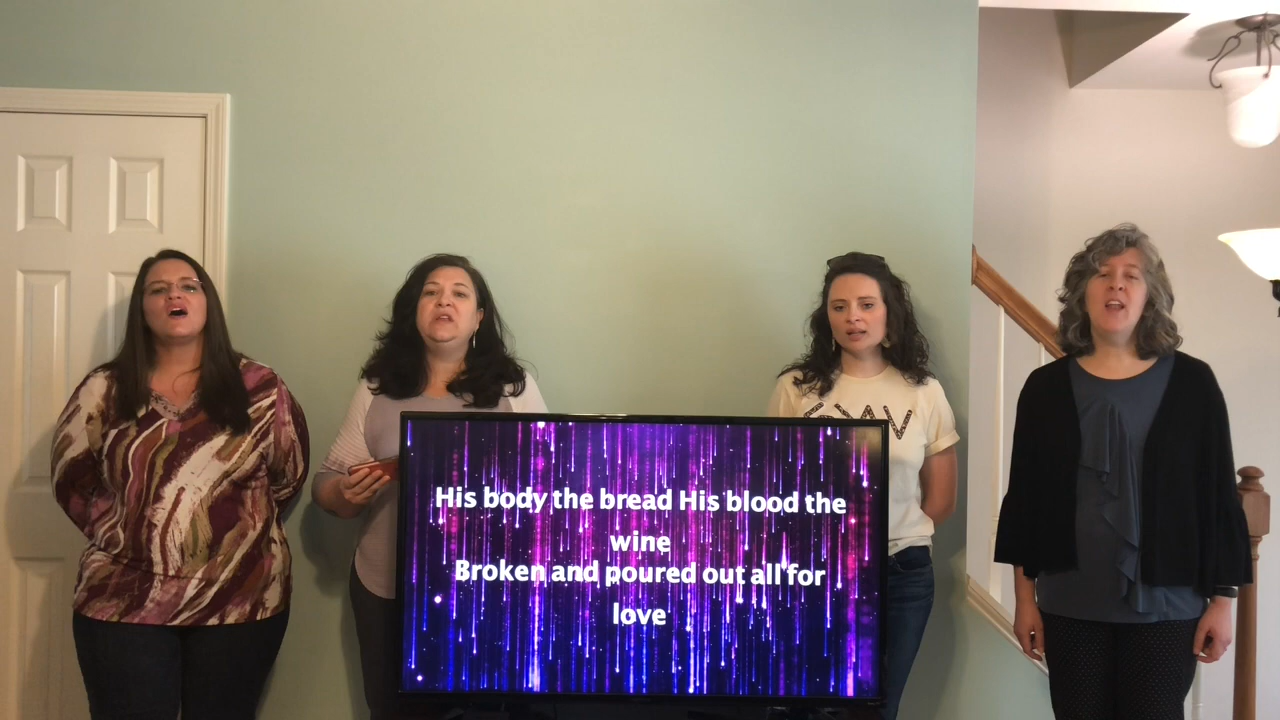 His body the bread His blood the
wine
Broken and poured out all for
love